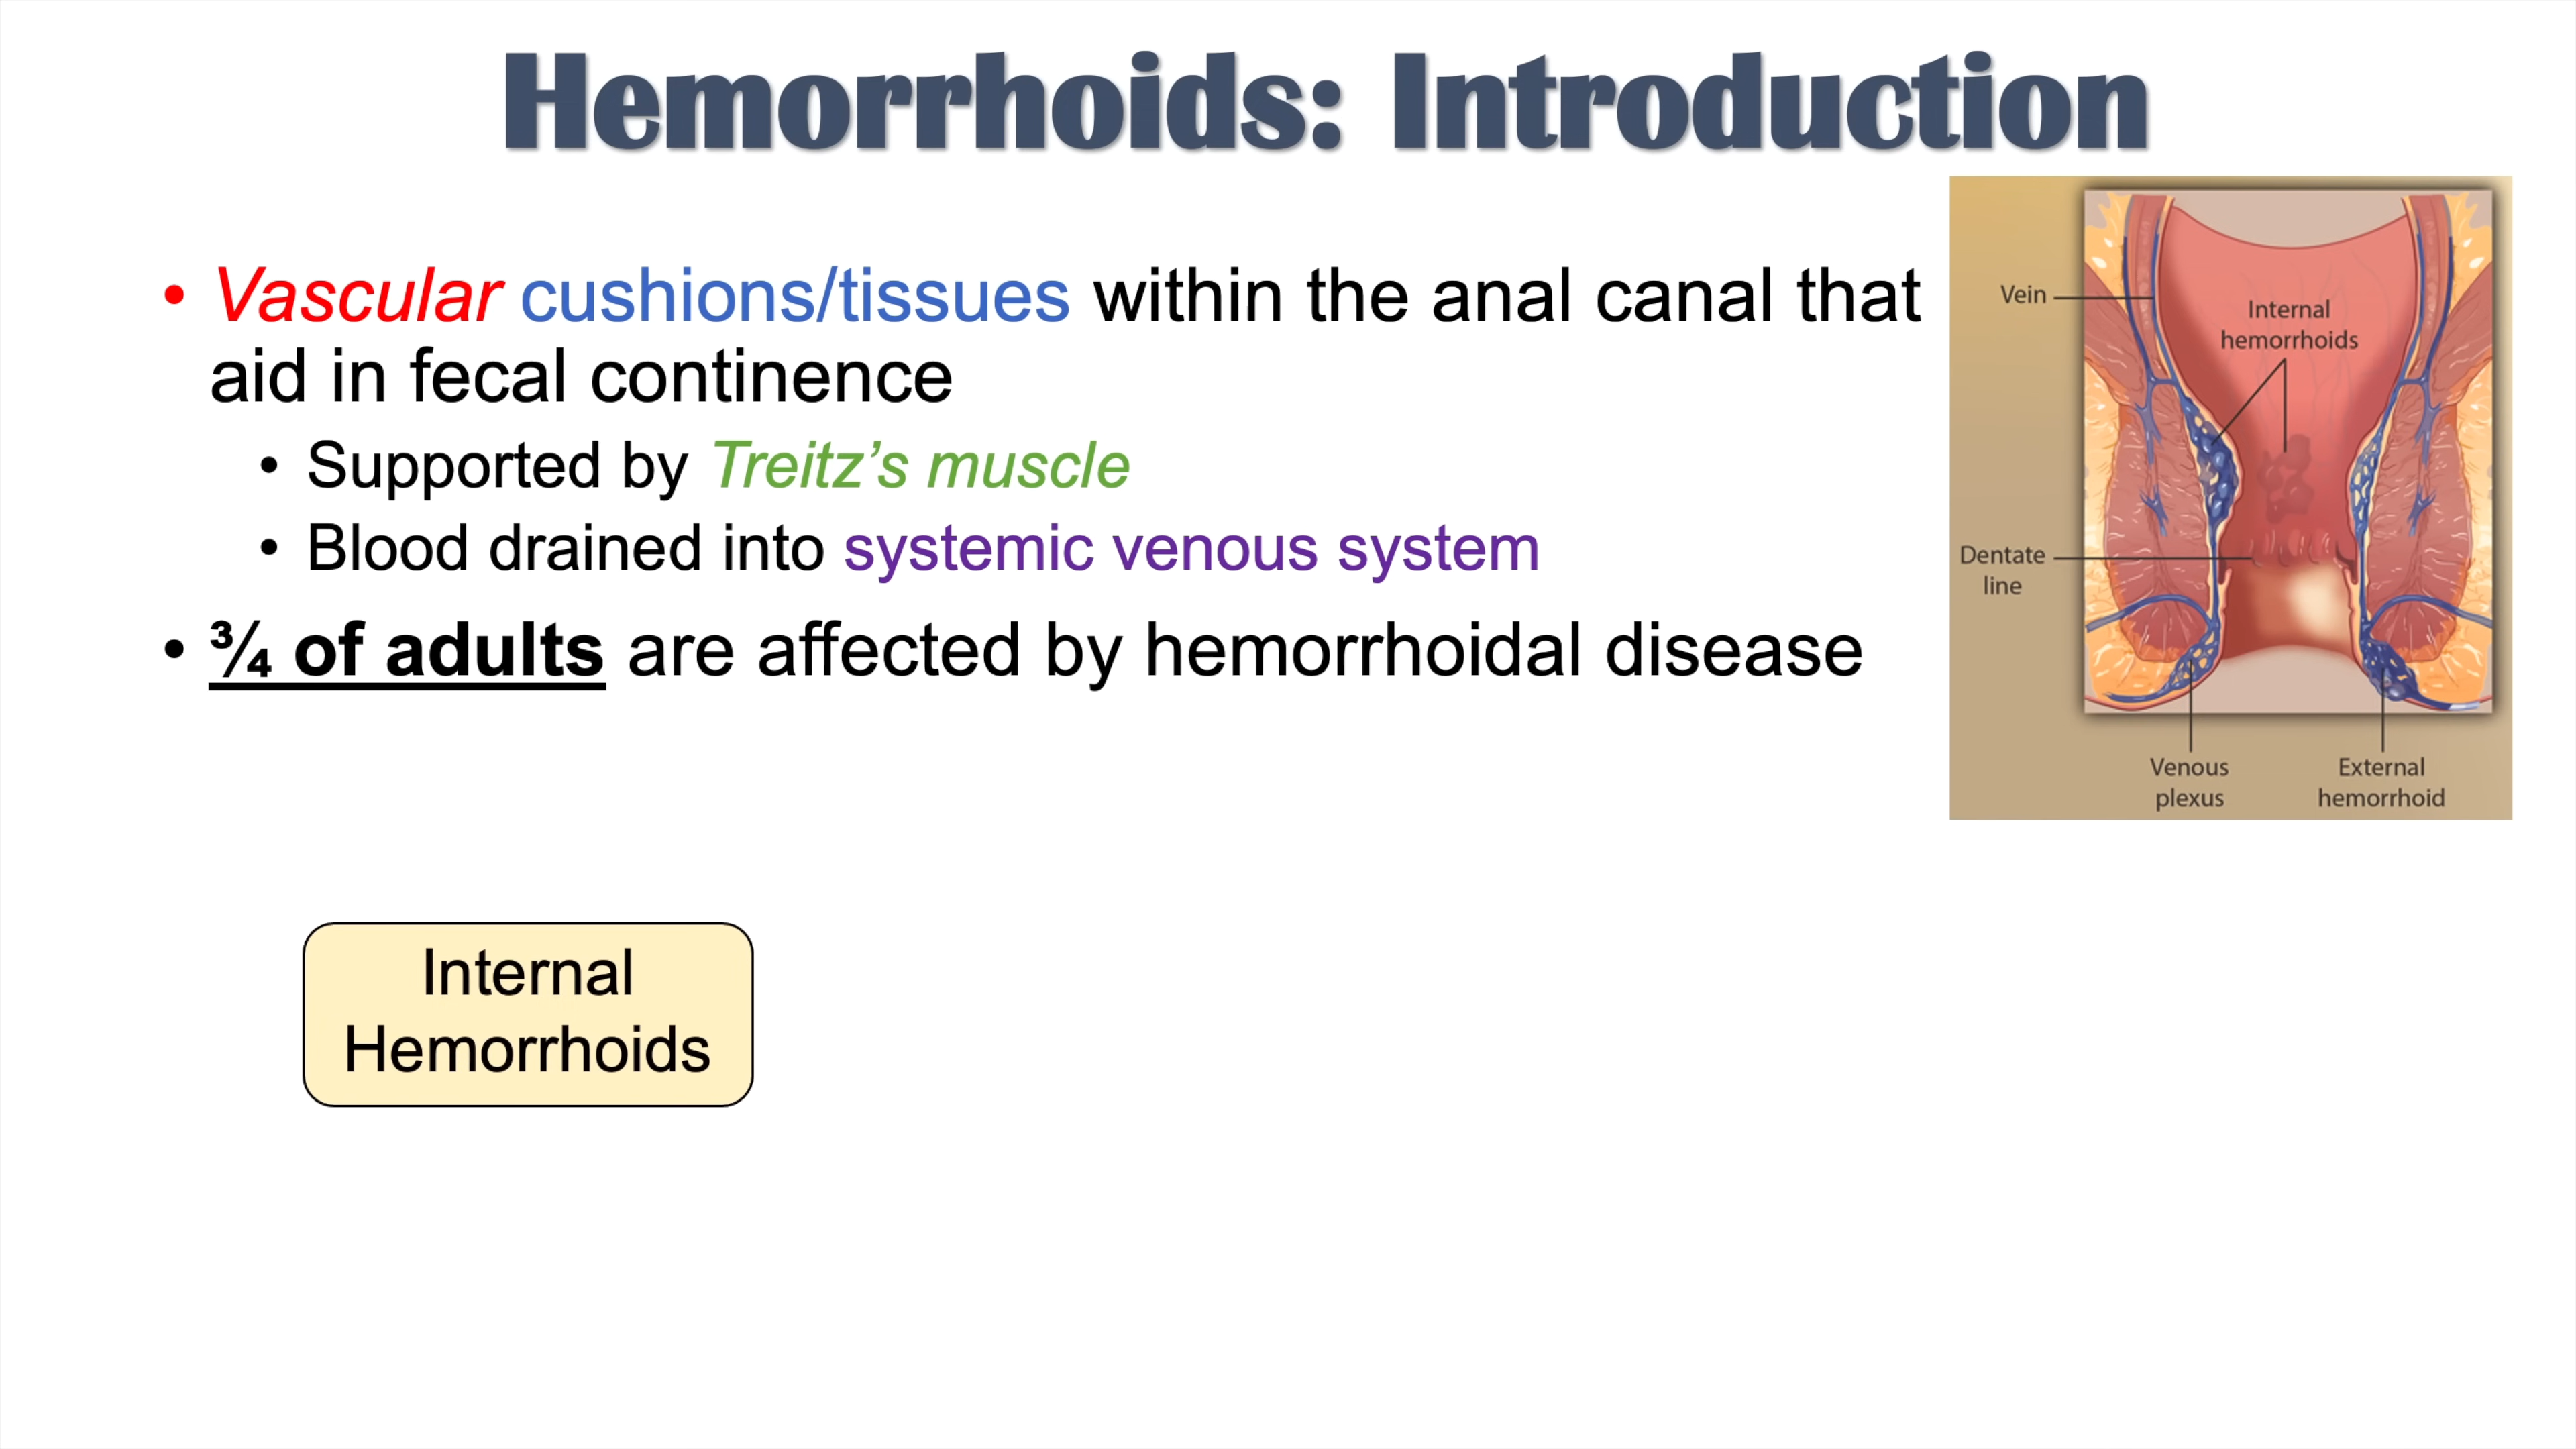 Hemorrhoids: Introduction
• Vascular cushions/tissues within the anal canal that
aid in fecal continence
• Supported by Treitz’s muscle
• Blood drained into systemic venous system
• ¾ of adults are affected by hemorrhoidal disease
Vein
Internal
hemorrhoids
Dentate
line
Venous
plexus
External
hemorrhoid
Internal
Hemorrhoids